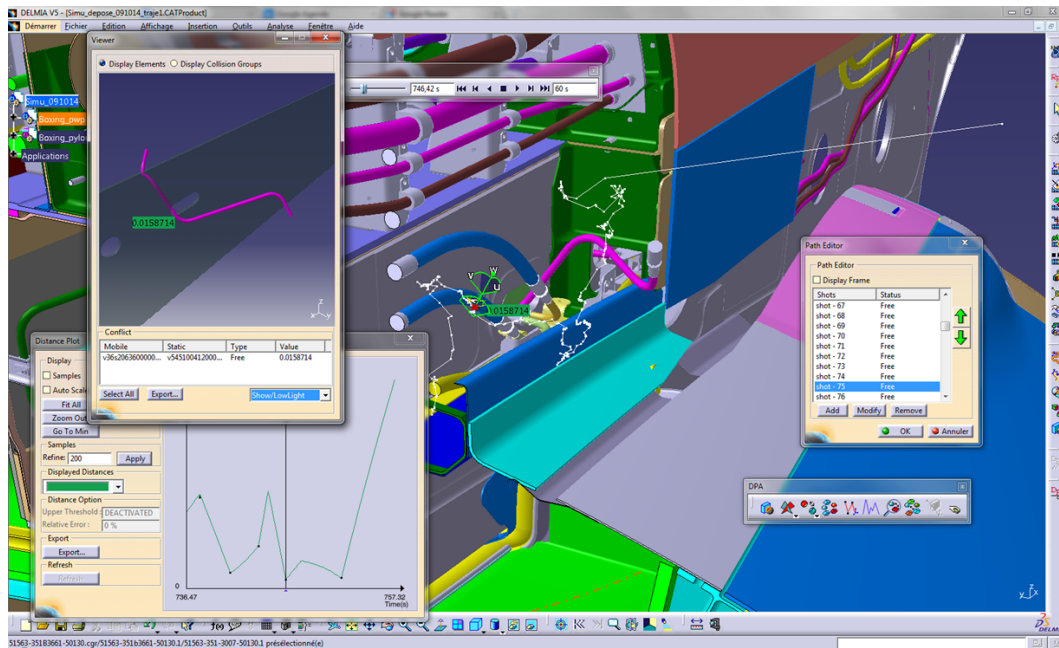 DELMIA V5 - [Simu_depose_091014_traje1.CATProduct]
Démarrer Fichier Edition Affichage Insertion Outils Analyse Fenêtre Aide
Viewer
Display Elements Display Collision Groups
746,42 s 60 s
Simu_091014
Boxing_pwp
Boxing_pylo
Applications
0.0158714
w
v
u
0.0158714
z
x y
Conflict
Mobile Static Type Value
v36s2063600000... v545100412000... Free 0.0158714
Select All Export... Show/LowLight
Path Editor
Path Editor
Display Frame
Shots Status
shot - 67 Free
shot - 68 Free
shot - 69 Free
shot - 70 Free
shot - 71 Free
shot - 72 Free
shot - 73 Free
shot - 74 Free
shot - 75 Free
shot - 76 Free
Add Modify Remove
OK Annuler
Distance Plot
Display
Samples
Auto Scale
Fit All
Zoom Out
Go To Min
Samples
Refine: 200 Apply
Displayed Distances
Distance Option
Upper Threshold : DEACTIVATED
Relative Error : 0 %
Export
Export...
Refresh
Refresh
0
736.47 757.32
Time(s)
DPA
z
y x
DELMIA
51563-35183661-50130.cgr/51563-351b3661-50130.1/51563-351-3007-50130.1 présélectionné(e)